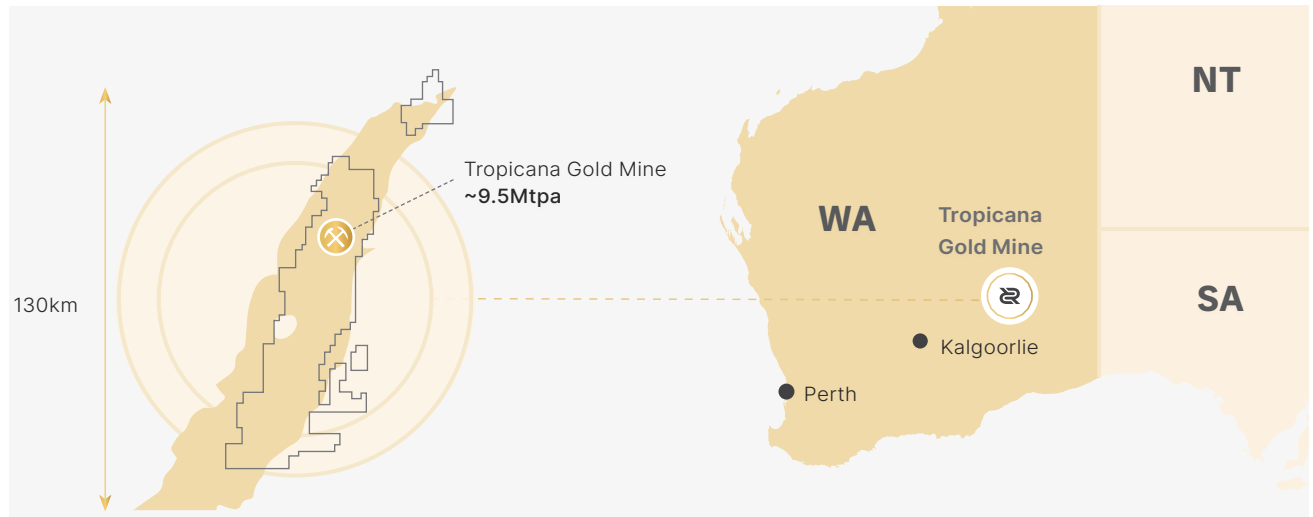 130km
Tropicana Gold Mine
~9.5Mtpa
WA
Tropicana
Gold Mine
Kalgoorlie
Perth
NT
SA